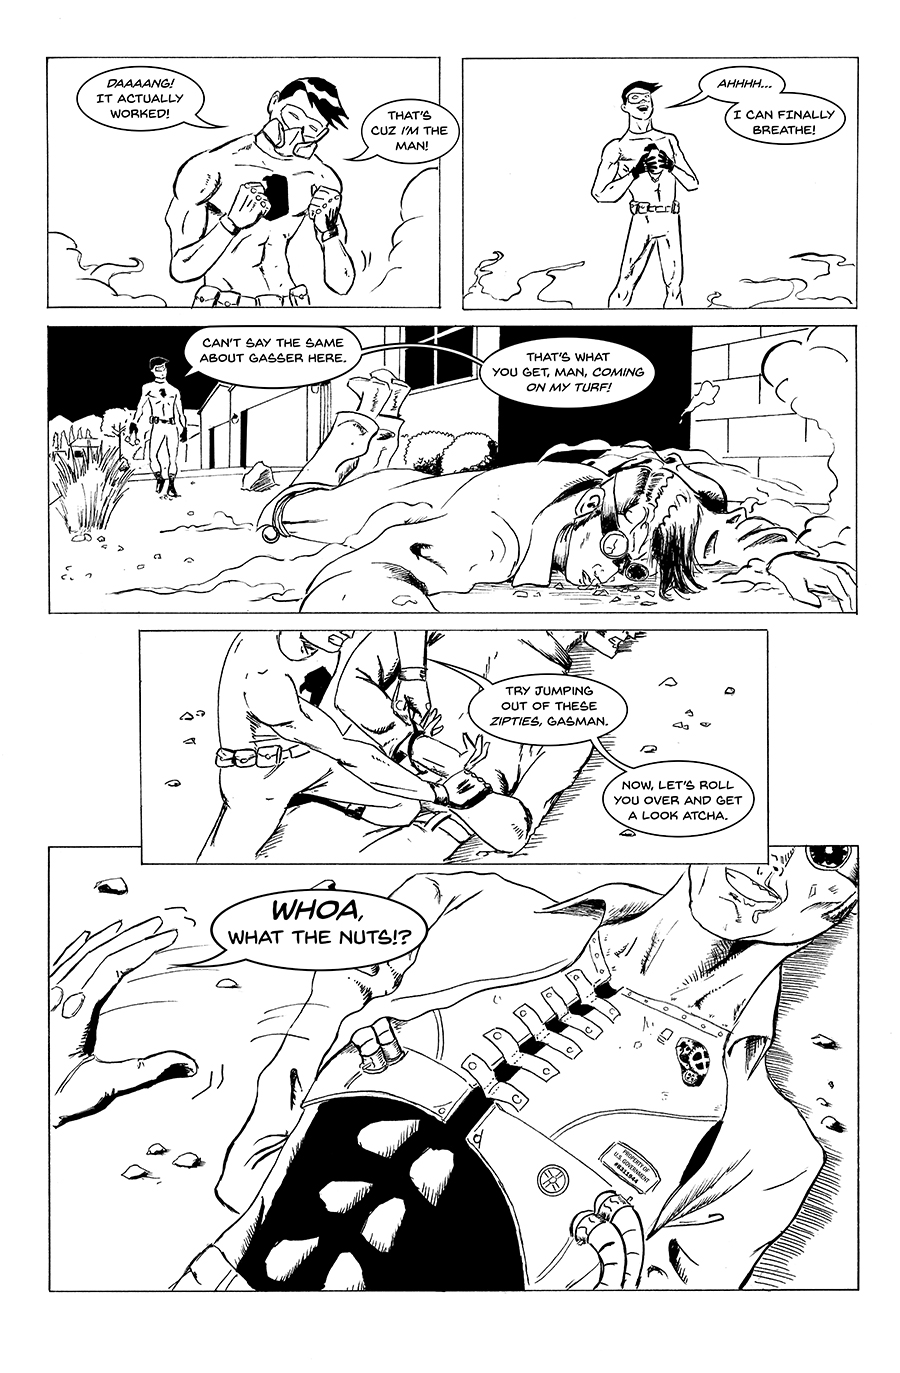 DAAAANG!
IT ACTUALLY
WORKED!
THAT'S
CUZ I'M THE
MAN!
AHHHH...
I CAN FINALLY
BREATHE!
CAN'T SAY THE SAME
ABOUT GASSER HERE.
THAT'S WHAT
YOU GET, MAN, COMING
ON MY TURF!
TRY JUMPING
OUT OF THESE
ZIPTIES, GASMAN.
NOW, LET'S ROLL
YOU OVER AND GET
A LOOK ATCHA.
WHOA,
WHAT THE NUTS!?
PROPERTY OF
U.S. GOVERNMENT